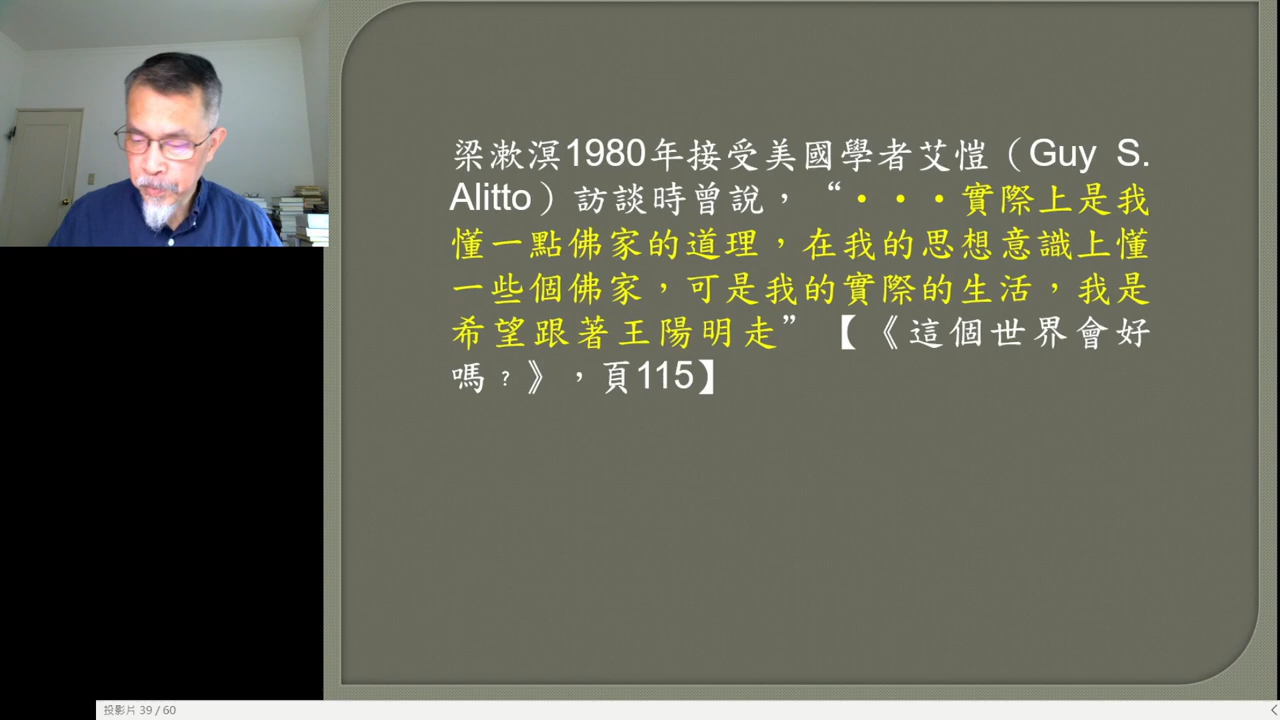 梁漱溟1980年接受美國學者艾愷（Guy S.
Alitto）訪談時曾說，“・・・實際上是我
懂一點佛家的道理，在我的思想意識上懂
一些個佛家，可是我的實際的生活，我是
希望跟著王陽明走”【《這個世界會好
嗎﹖》，頁115】
投影片 39 / 60